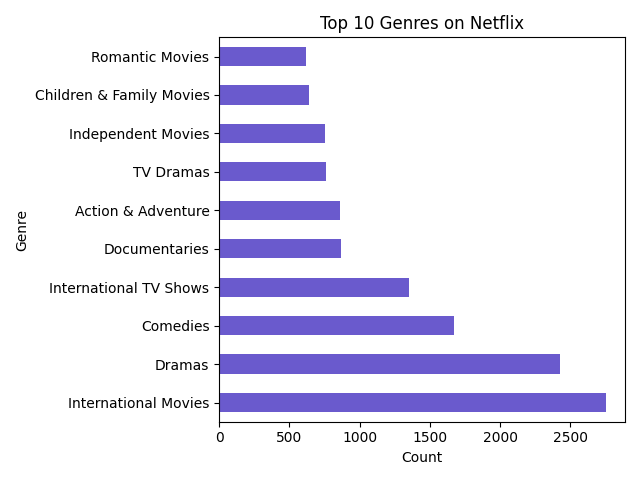 Top 10 Genres on Netflix
Romantic Movies
Children & Family Movies
Independent Movies
TV Dramas
Action & Adventure
Documentaries
International TV Shows
Comedies
Dramas
International Movies
Genre
0 500 1000 1500 2000 2500
Count